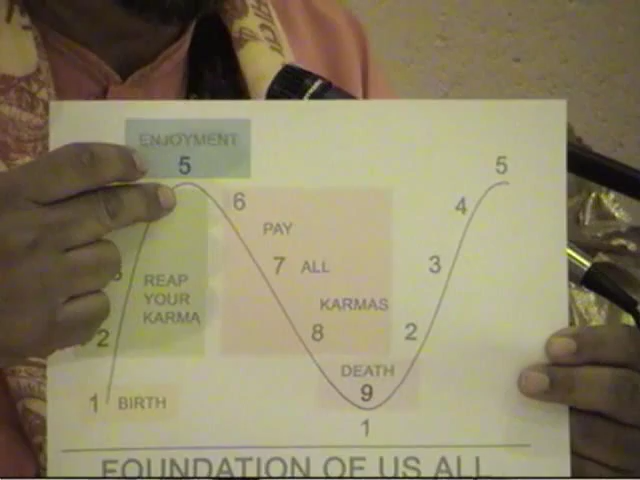 ENJOYMENT
5
5
6
4
PAY
7 ALL
3
3
REAP
YOUR
KARMA
KARMAS
2
8
2
DEATH
9
1 BIRTH
1
FOUNDATION OF US ALL